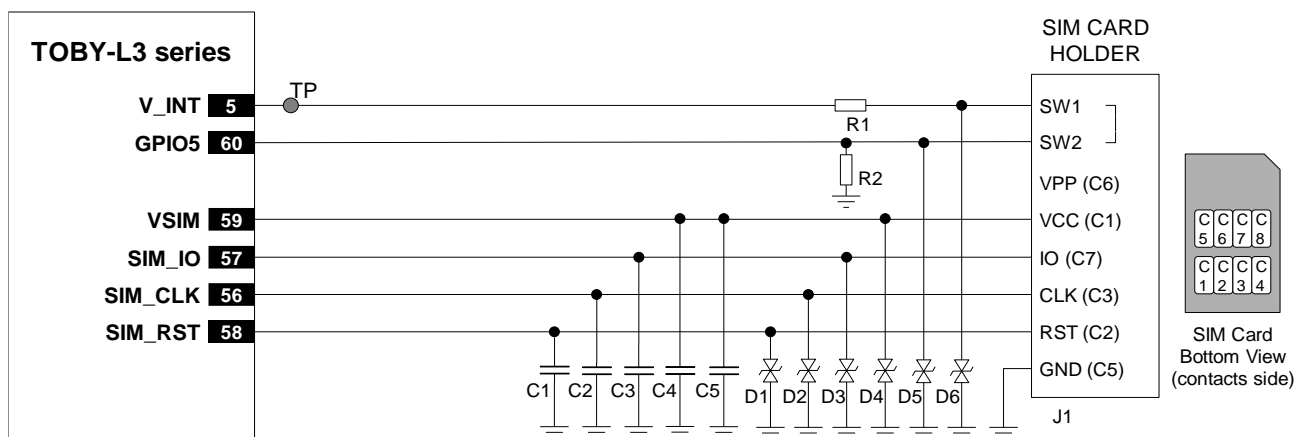 SIM CARD
HOLDER
TOBY-L3 series
V_INT 5 TP R1 SW1
GPIO5 60 SW2
R2
VPP (C6)
VSIM 59 VCC (C1)
SIM_IO 57 IO (C7)
SIM_CLK 56 CLK (C3)
SIM_RST 58 RST (C2)
GND (C5)
C1 C2 C3 C4 C5 D1 D2 D3 D4 D5 D6
J1
C C C C
5 6 7 8
C C C C
1 2 3 4
SIM Card
Bottom View
(contacts side)